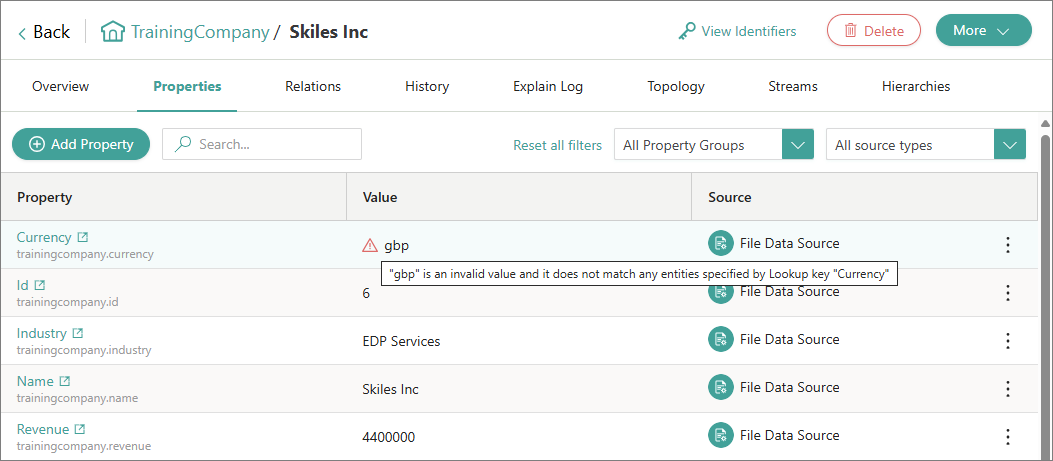 Back
TrainingCompany / Skiles Inc
View Identifiers
Delete
More
Overview Properties Relations History Explain Log Topology Streams Hierarchies
Add Property
Search...
Reset all filters
All Property Groups
All source types
Property Value Source
Currency
trainingcompany.currency
gbp
File Data Source
"gbp" is an invalid value and it does not match any entities specified by Lookup key "Currency"
Id
trainingcompany.id
6
File Data Source
Industry
trainingcompany.industry
EDP Services
File Data Source
Name
trainingcompany.name
Skiles Inc
File Data Source
Revenue
trainingcompany.revenue
4400000
File Data Source